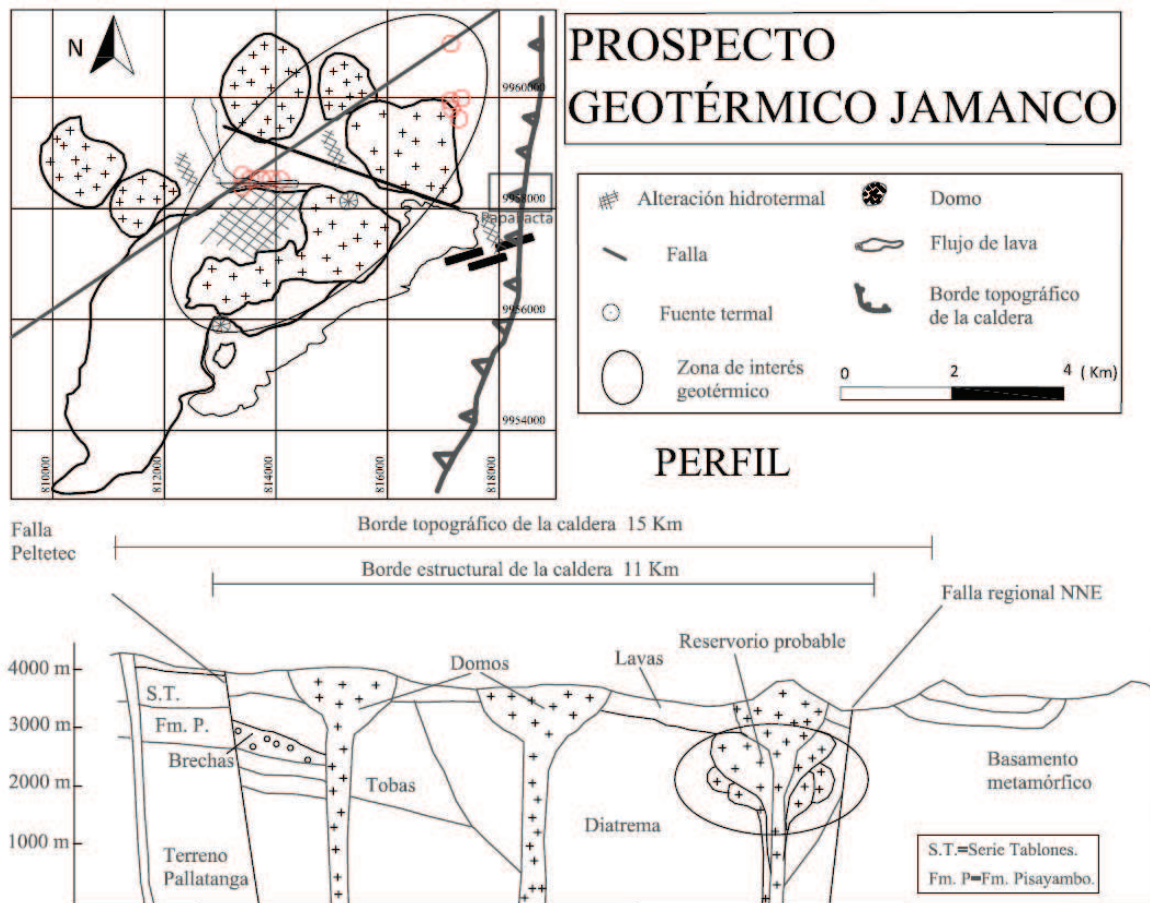 PROSPECTO
GEOTÉRMICO JAMANCO
N
9960000
9958000
Papallacta
9956000
9954000
810000
812000
814000
816000
818000
Alteración hidrotermal
Domo
Falla
Flujo de lava
Fuente termal
Borde topográfico
de la caldera
Zona de interés
geotérmico
0 2 4 ( Km)
PERFIL
Falla
Peltetec
Borde topográfico de la caldera 15 Km
Borde estructural de la caldera 11 Km
Falla regional NNE
Reservorio probable
Domos
Lavas
4000 m
S.T.
3000 m
Fm. P.
Brechas
2000 m
Tobas
Basamento
metamórfico
Diatrema
1000 m
Terreno
Pallatanga
S.T.=Serie Tablones.
Fm. P=Fm. Pisayambo.